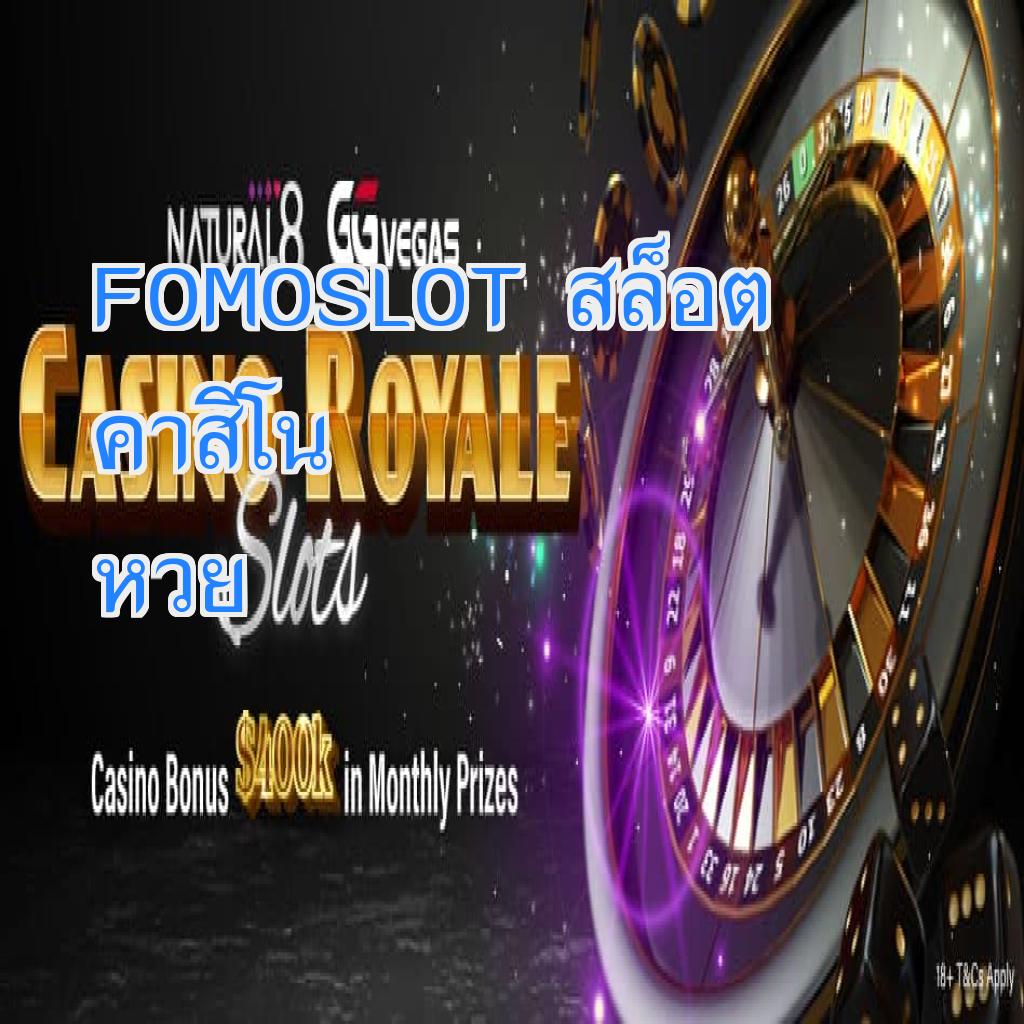 NATURAL8 GGVEGAS
FOMOSLOT สล็อต
CASINO ROYALE
คาสิโน
Slots
หวย
Casino Bonus $400k in Monthly Prizes
18+ T&Cs Apply